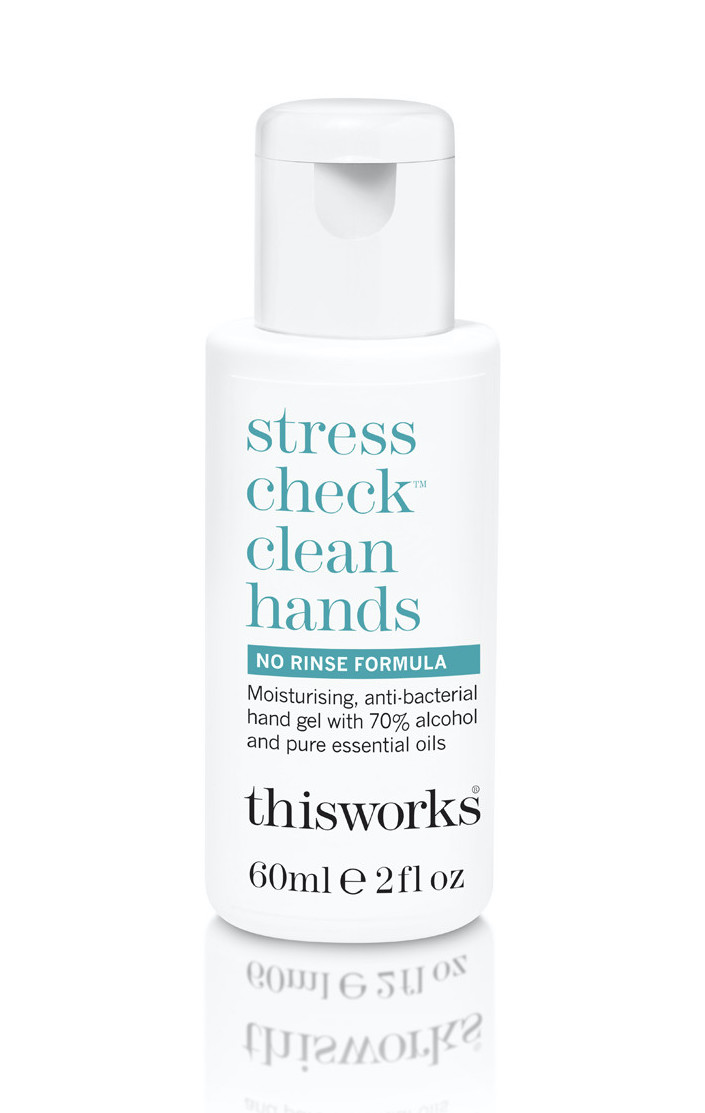 stress
check™
clean
hands
NO RINSE FORMULA
Moisturising, anti-bacterial
hand gel with 70% alcohol
and pure essential oils
thisworks®
60ml ℮ 2fl oz